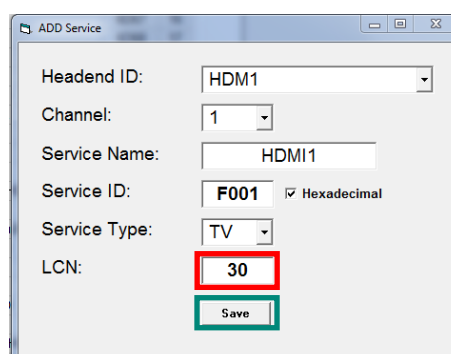 ADD Service
Headend ID: HDM1
Channel: 1
Service Name: HDMI1
Service ID: F001 Hexadecimal
Service Type: TV
LCN: 30
Save